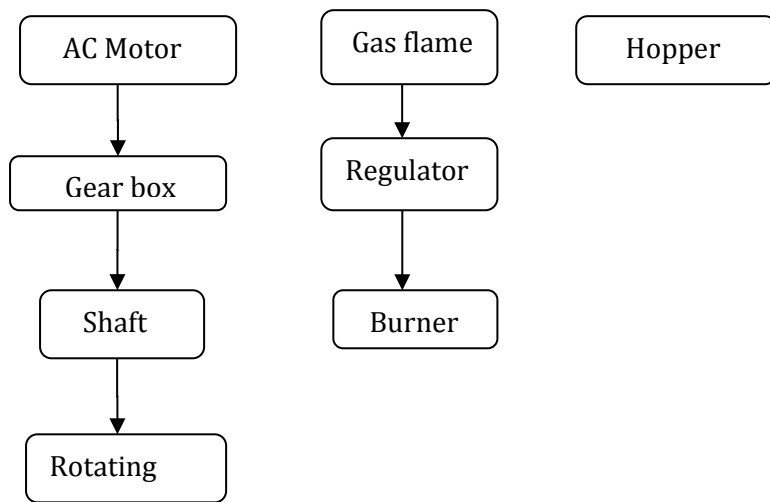 AC Motor
Gas flame
Hopper
Gear box
Regulator
Shaft
Burner
Rotating